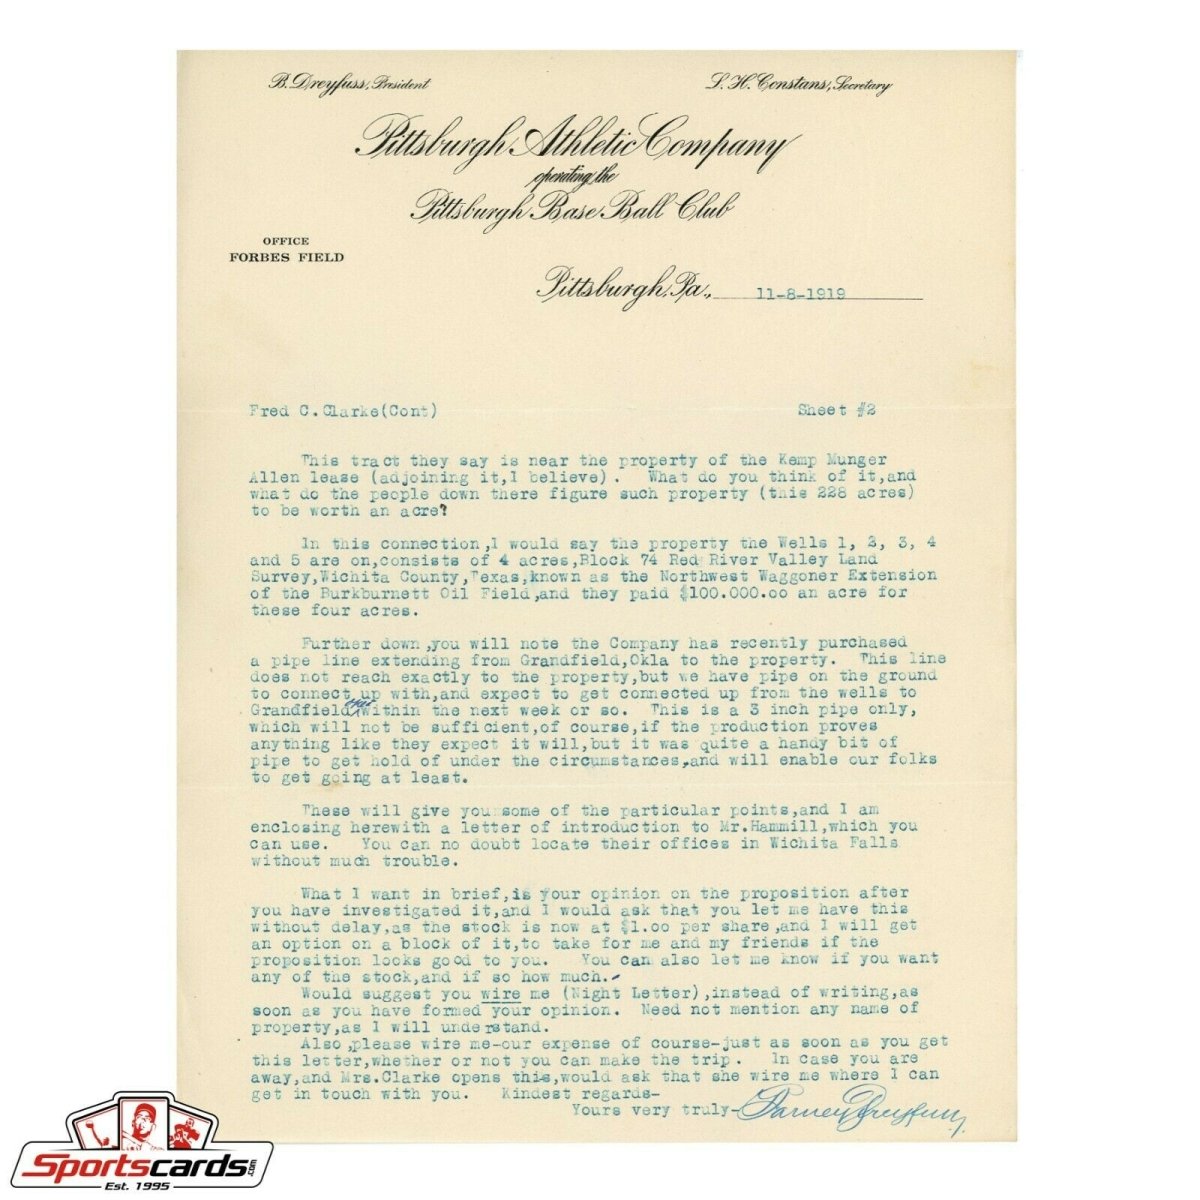 B. Dreyfuss, President
L. H. Constans, Secretary
Pittsburgh Athletic Company
operating the
Pittsburgh Base Ball Club
OFFICE
FORBES FIELD
Pittsburgh, Pa., 11-8-1919
Fred C. Clarke(Cont) Sheet #2
This tract they say is near the property of the Kemp Munger
Allen lease (adjoining it,I believe). What do you think of it,and
what do the people down there figure such property (this 228 acres)
to be worth an acre?
In this connection,I would say the property the Wells 1, 2, 3, 4
and 5 are on,consists of 4 acres,Block 74 Red River Valley Land
Survey,Wichita County,Texas,known as the Northwest Waggoner Extension
of the Burkburnett Oil Field,and they paid $100.000.oo an acre for
these four acres.
Further down,you will note the Company has recently purchased
a pipe line extending from Grandfield,Okla to the property. This line
does not reach exactly to the property,but we have pipe on the ground
to connect up with,and expect to get connected up from the wells to
Grandfield within the next week or so. This is a 3 inch pipe only,
which will not be sufficient,of course,if the production proves
anything like they expect it will,but it was quite a handy bit of
pipe to get hold of under the circumstances,and will enable our folks
to get going at least.
These will give you some of the particular points,and I am
enclosing herewith a letter of introduction to Mr.Hammill,which you
can use. You can no doubt locate their offices in Wichita Falls
without much trouble.
What I want in brief,is your opinion on the proposition after
you have investigated it,and I would ask that you let me have this
without delay,as the stock is now at $1.oo per share,and I will get
an option on a block of it,to take for me and my friends if the
proposition looks good to you. You can also let me know if you want
any of the stock,and if so how much.
Would suggest you wire me (Night Letter),instead of writing,as
soon as you have formed your opinion. Need not mention any name of
property,as I will understand.
Also,please wire me-our expense of course-just as soon as you get
this letter,whether or not you can make the trip. In case you are
away,and Mrs.Clarke opens this,would ask that she wire me where I can
get in touch with you. Kindest regards-
Yours very truly- Barney Dreyfuss.
Sportscards.com
Est. 1995